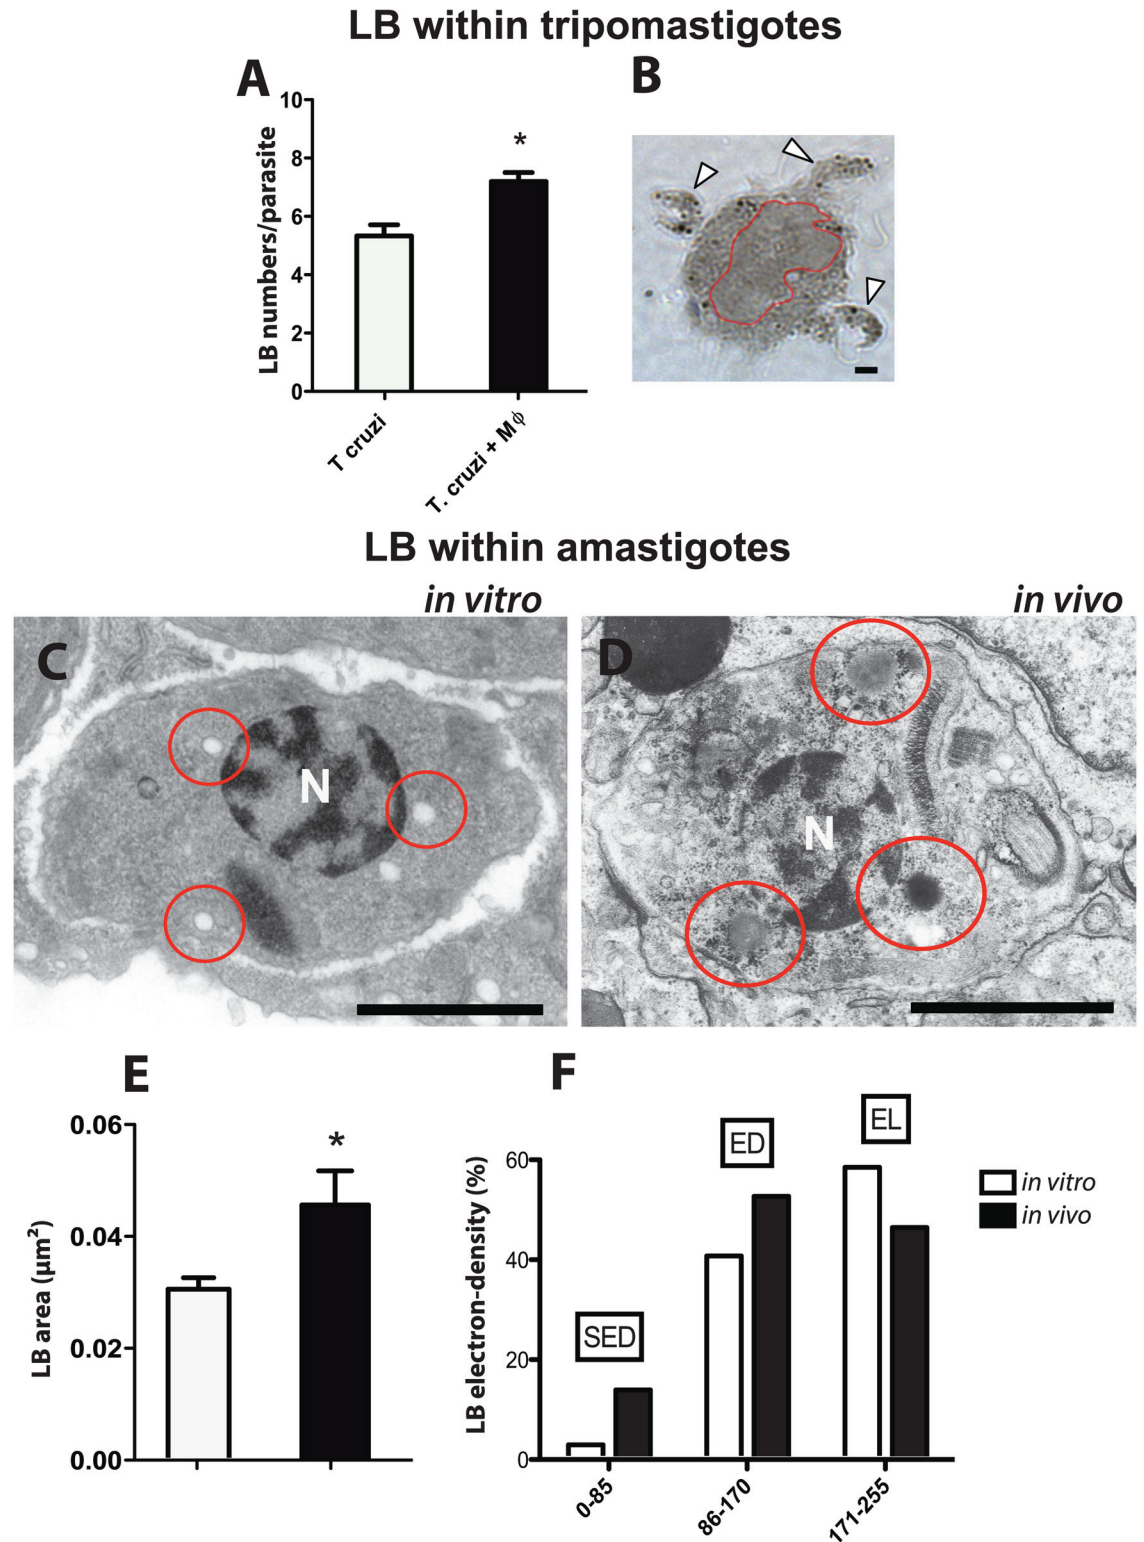 LB within tripomastigotes
A
B
10
8
6
4
2
0
LB numbers/parasite
*
T cruzi
T. cruzi + Mϕ
LB within amastigotes
in vitro
in vivo
C
N
D
N
E
0.06
0.04
0.02
0.00
LB area (µm²)
*
F
60
40
20
0
LB electron-density (%)
SED
ED
EL
in vitro
in vivo
0-85
86-170
171-255